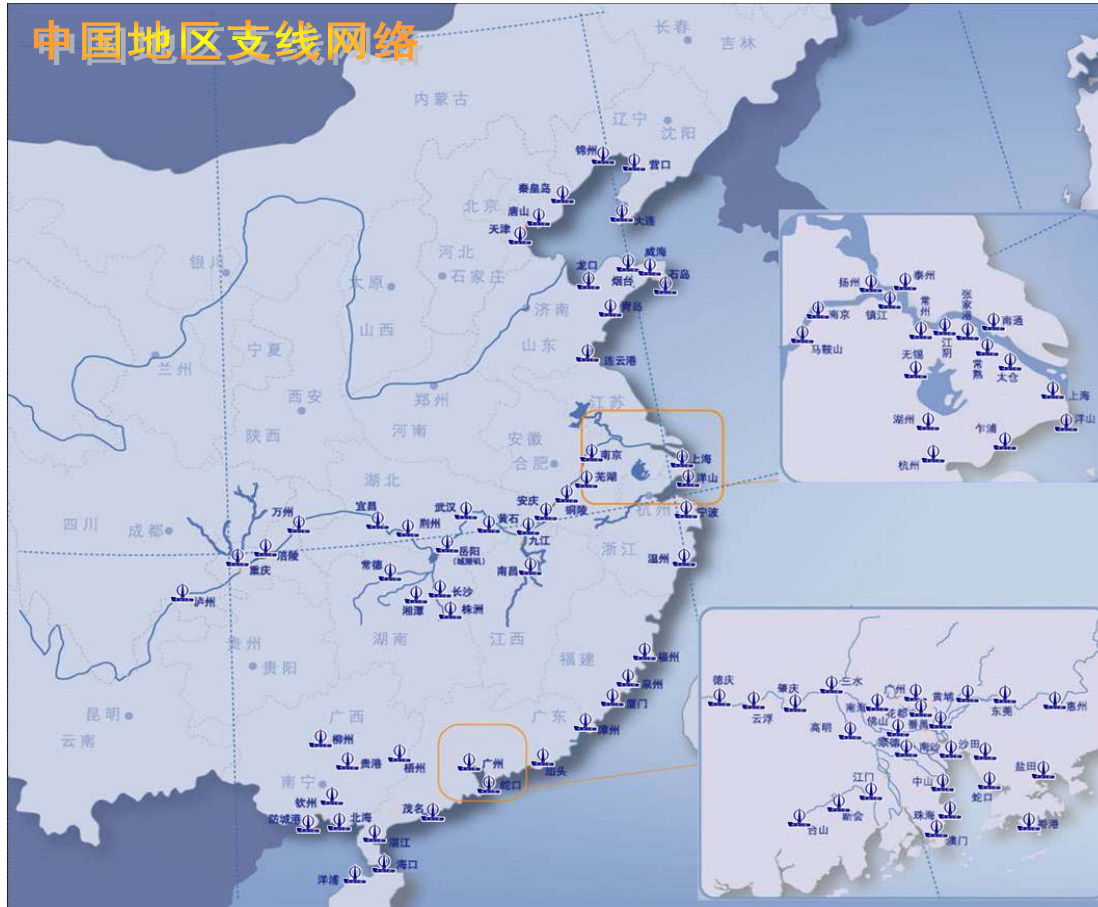 中国地区支线网络
长春
吉林
内蒙古
辽宁
沈阳
锦州
营口
秦皇岛
北京
唐山
大连
天津
河北
石家庄
银川
太原
龙口
烟台
威海
石岛
济南
青岛
山西
山东
宁夏
兰州
连云港
西安
郑州
江苏
陕西
河南
安徽
合肥
南京
上海
芜湖
洋山
湖北
安庆
铜陵
杭州
宁波
四川
成都
万州
宜昌
荆州
武汉
黄石
九江
岳阳
(城陵矶)
浙江
温州
重庆
涪陵
常德
南昌
泸州
湘潭
长沙
株洲
贵州
贵阳
湖南
江西
福建
福州
泉州
厦门
漳州
昆明
云南
广西
广东
柳州
贵港
梧州
广州
汕头
蛇口
南宁
钦州
防城港
北海
茂名
湛江
海口
洋浦
扬州
泰州
南京
镇江
常州
张家港
南通
马鞍山
无锡
江阴
常熟
太仓
上海
湖州
乍浦
洋山
杭州
德庆
云浮
肇庆
三水
南海
广州
黄埔
东莞
惠州
高明
佛山
花都
番禺
顺德
南沙
沙田
盐田
江门
中山
蛇口
台山
新会
珠海
澳门
香港